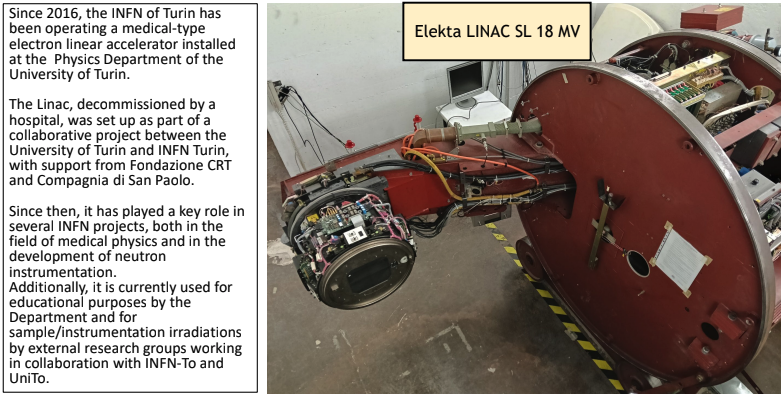 Since 2016, the INFN of Turin has
been operating a medical-type
electron linear accelerator installed
at the  Physics Department of the
University of Turin.
The Linac, decommissioned by a
hospital, was set up as part of a
collaborative project between the
University of Turin and INFN Turin,
with support from Fondazione CRT
and Compagnia di San Paolo.
Since then, it has played a key role in
several INFN projects, both in the
field of medical physics and in the
development of neutron
instrumentation.
Additionally, it is currently used for
educational purposes by the
Department and for
sample/instrumentation irradiations
by external research groups working
in collaboration with INFN-To and
UniTo.
Elekta LINAC SL 18 MV